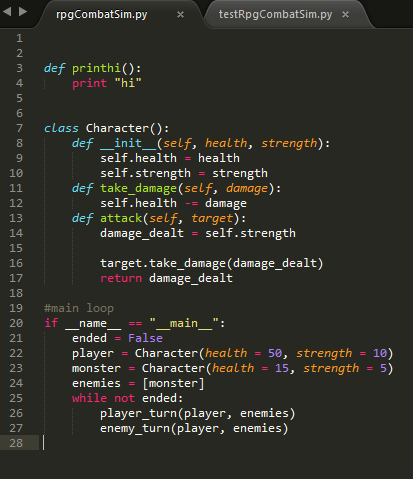 rpgCombatSim.py × testRpgCombatSim.py ×
1
2
3 def printhi():
4     print "hi"
5
6
7 class Character():
8     def __init__(self, health, strength):
9         self.health = health
10         self.strength = strength
11     def take_damage(self, damage):
12         self.health -= damage
13     def attack(self, target):
14         damage_dealt = self.strength
15
16         target.take_damage(damage_dealt)
17         return damage_dealt
18
19 #main loop
20 if __name__ == "__main__":
21     ended = False
22     player = Character(health = 50, strength = 10)
23     monster = Character(health = 15, strength = 5)
24     enemies = [monster]
25     while not ended:
26         player_turn(player, enemies)
27         enemy_turn(player, enemies)
28